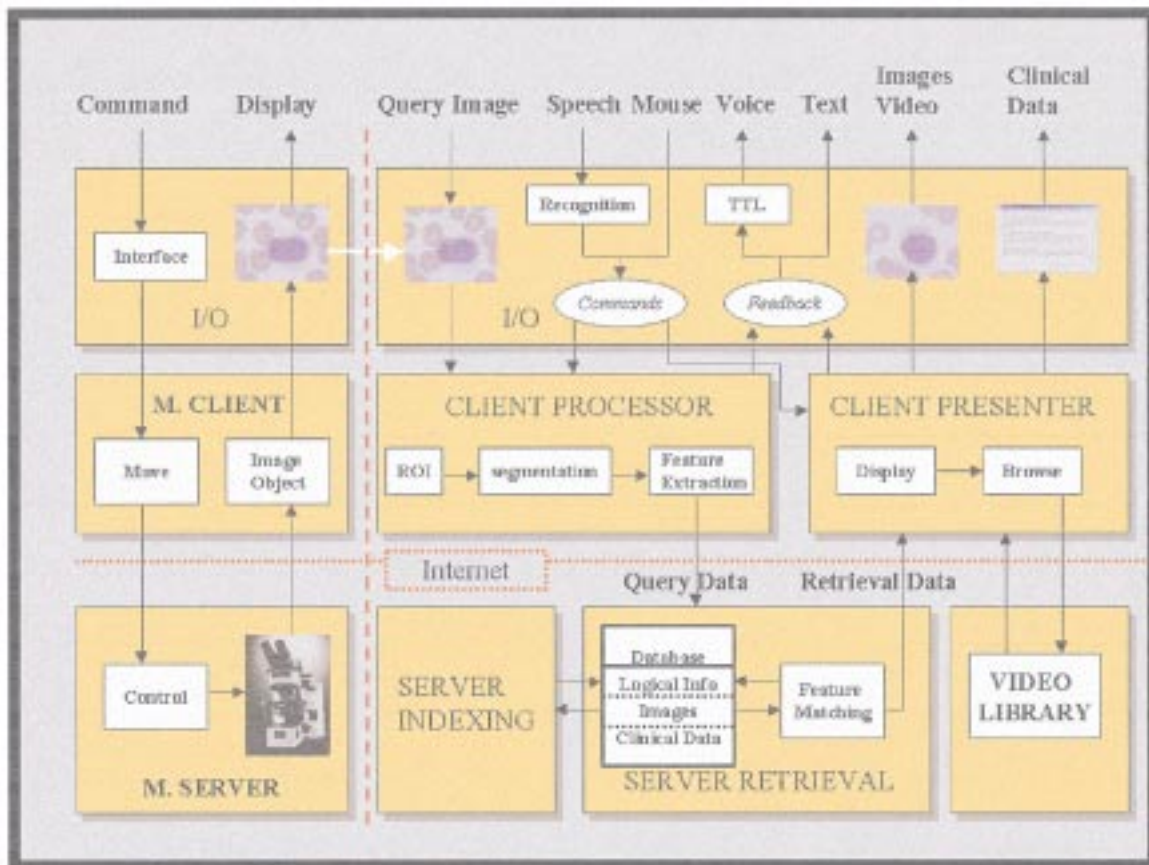 Command
Display
Query Image
Speech
Mouse
Voice
Text
Images
Video
Clinical
Data
Interface
I/O
Recognition
TTL
Commands
Readback
I/O
M. CLIENT
Move
Image
Object
CLIENT PROCESSOR
ROI
segmentation
Feature
Extraction
CLIENT PRESENTER
Display
Browse
Internet
Query Data
Retrieval Data
Control
M. SERVER
SERVER
INDEXING
Database
Logical Info
Images
Clinical Data
Feature
Matching
SERVER RETRIEVAL
VIDEO
LIBRARY